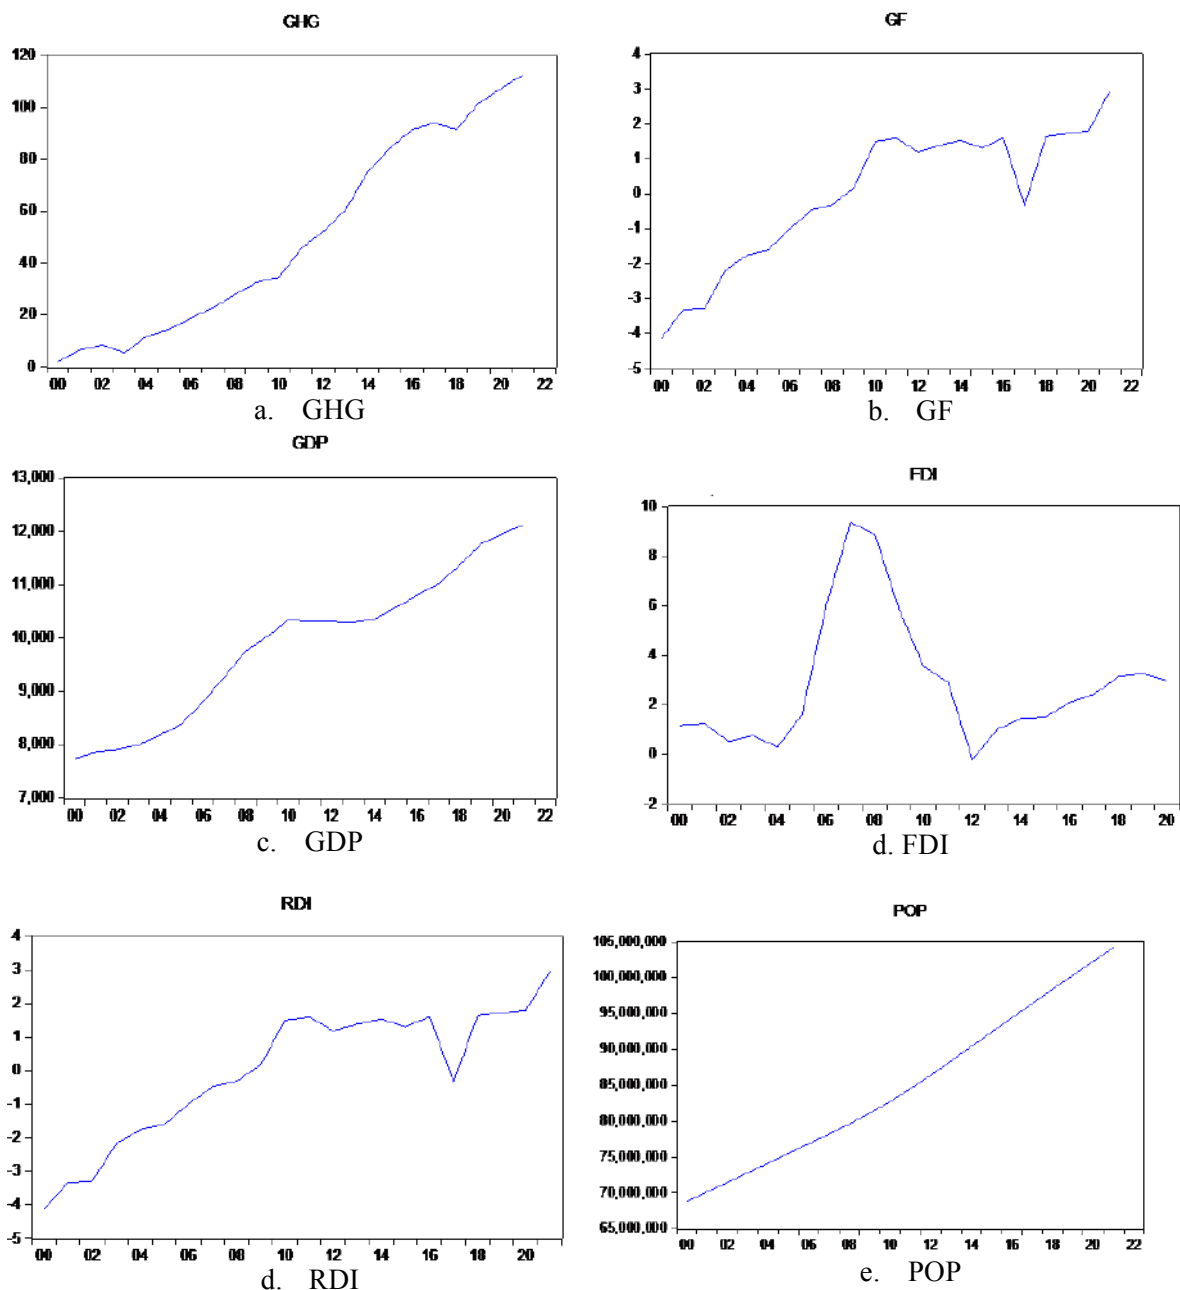 GHG
120
100
80
60
40
20
0
00 02 04 06 08 10 12 14 16 18 20 22
a. GHG
GF
4
3
2
1
0
-1
-2
-3
-4
-5
00 02 04 06 08 10 12 14 16 18 20 22
b. GF
GDP
13,000
12,000
11,000
10,000
9,000
8,000
7,000
00 02 04 06 08 10 12 14 16 18 20 22
c. GDP
FDI
10
8
6
4
2
0
-2
00 02 04 06 08 10 12 14 16 18 20
d. FDI
RDI
4
3
2
1
0
-1
-2
-3
-4
-5
00 02 04 06 08 10 12 14 16 18 20
d. RDI
POP
105,000,000
100,000,000
95,000,000
90,000,000
85,000,000
80,000,000
75,000,000
70,000,000
65,000,000
00 02 04 06 08 10 12 14 16 18 20 22
e. POP